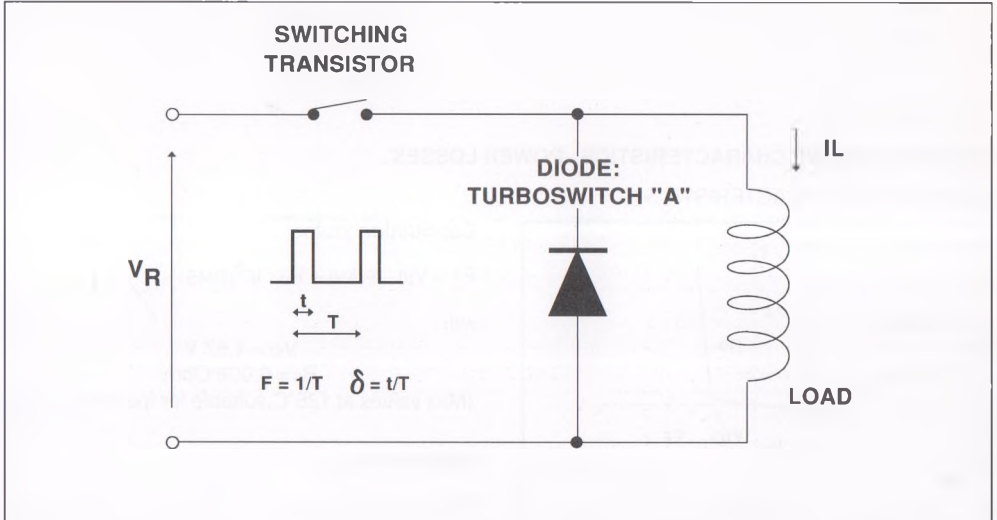 SWITCHING
TRANSISTOR
IL
DIODE:
TURBOSWITCH "A"
VR
t
T
F = 1/T δ = t/T
LOAD